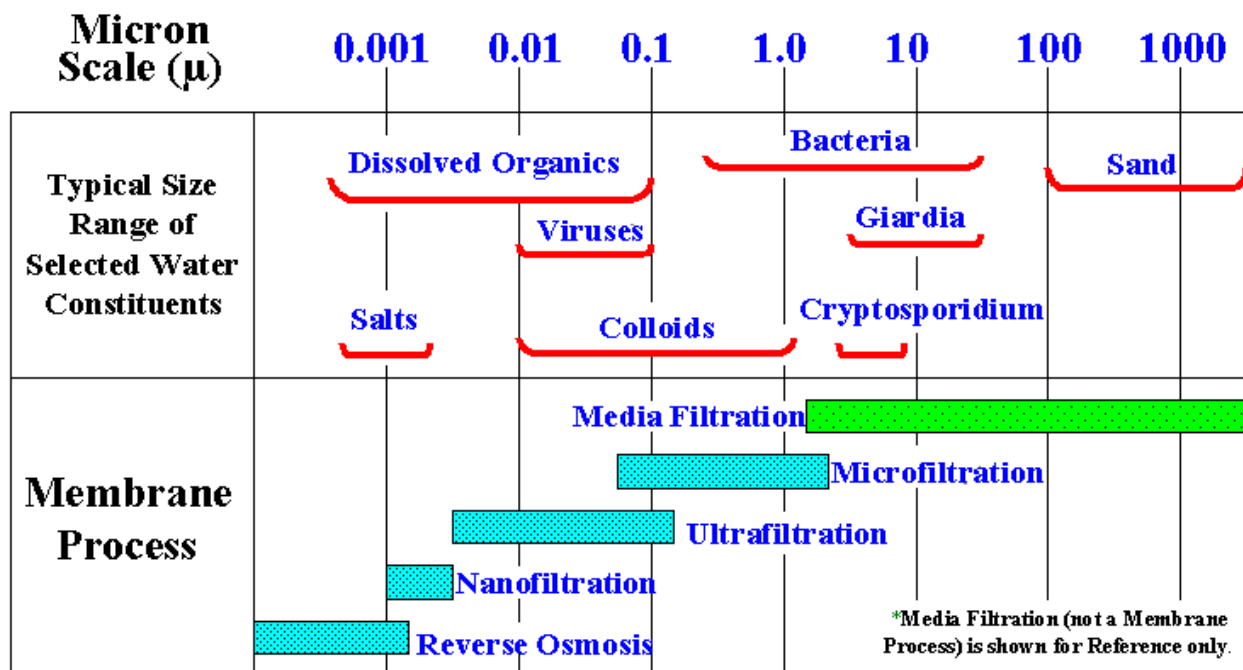 Micron
Scale (μ)
0.001 0.01 0.1 1.0 10 100 1000
Typical Size
Range of
Selected Water
Constituents
Dissolved Organics
Bacteria
Sand
Viruses
Giardia
Salts
Colloids
Cryptosporidium
Membrane
Process
Media Filtration
Microfiltration
Ultrafiltration
Nanofiltration
Reverse Osmosis
*Media Filtration (not a Membrane
Process) is shown for Reference only.